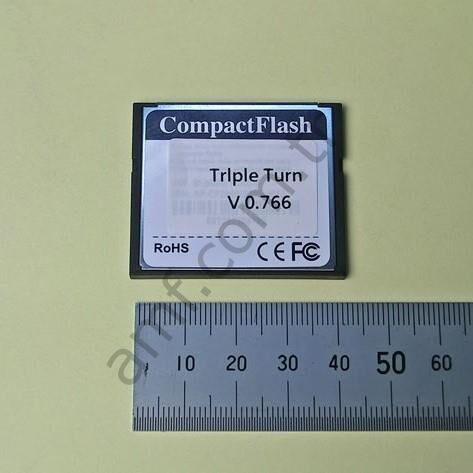 CompactFlash
Trlple Turn
V 0.766
RoHS CE FC
10 20 30 40 50 60
amf.com.t